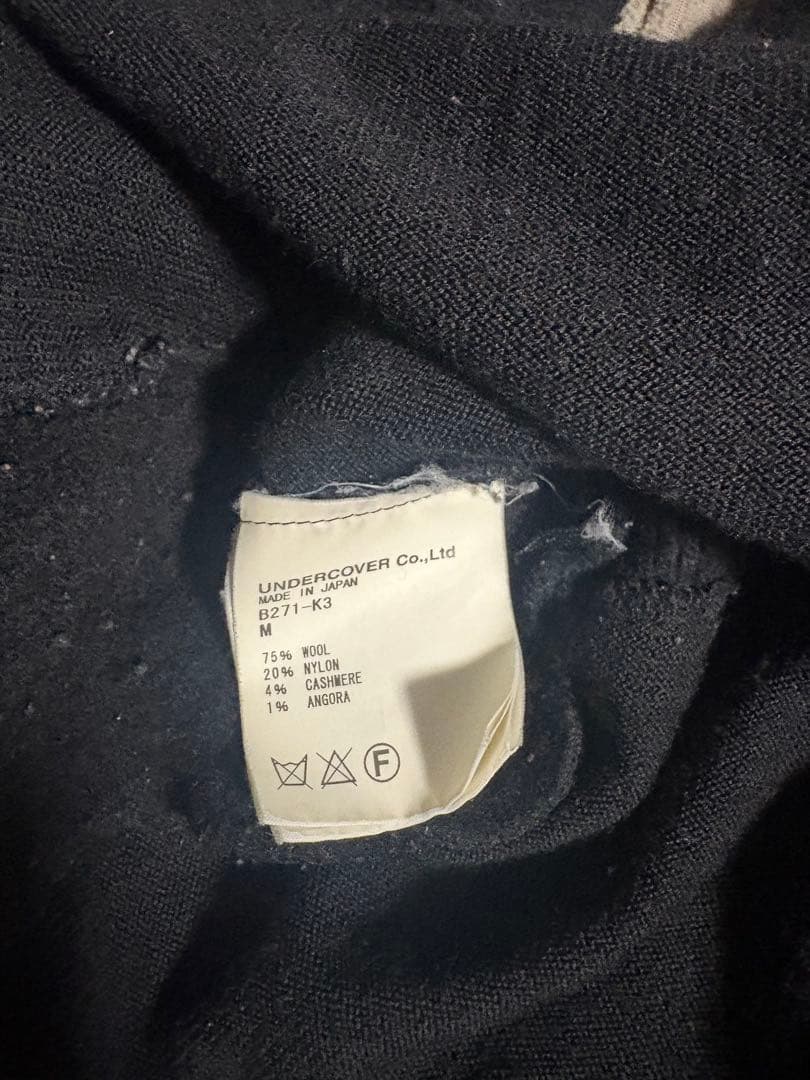 UNDERCOVER Co.,Ltd
MADE IN JAPAN
B271-K3
M
75% WOOL
20% NYLON
4% CASHMERE
1% ANGORA
F